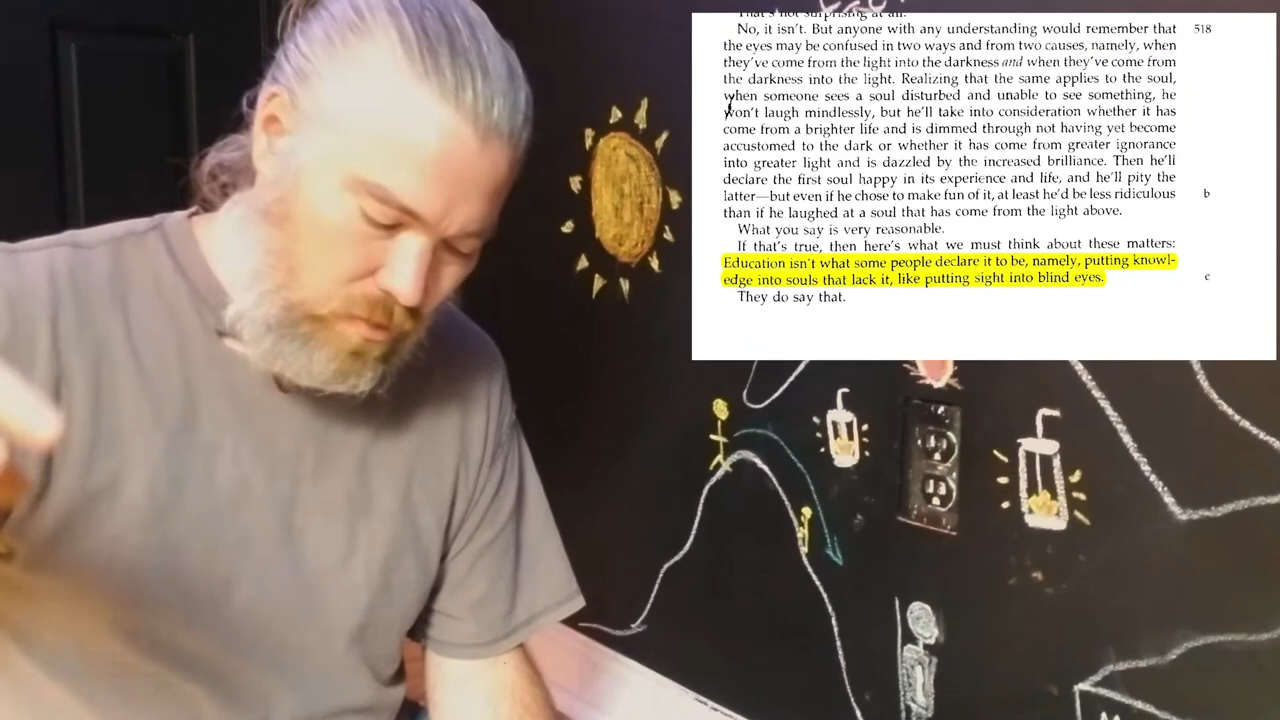 That's not surprising at all.
No, it isn't. But anyone with any understanding would remember that 518
the eyes may be confused in two ways and from two causes, namely, when
they've come from the light into the darkness and when they've come from
the darkness into the light. Realizing that the same applies to the soul,
when someone sees a soul disturbed and unable to see something, he
won't laugh mindlessly, but he'll take into consideration whether it has
come from a brighter life and is dimmed through not having yet become
accustomed to the dark or whether it has come from greater ignorance
into greater light and is dazzled by the increased brilliance. Then he'll
declare the first soul happy in its experience and life, and he'll pity the
latter—but even if he chose to make fun of it, at least he'd be less ridiculous b
than if he laughed at a soul that has come from the light above.
What you say is very reasonable.
If that's true, then here's what we must think about these matters:
Education isn't what some people declare it to be, namely, putting knowl-
edge into souls that lack it, like putting sight into blind eyes. c
They do say that.